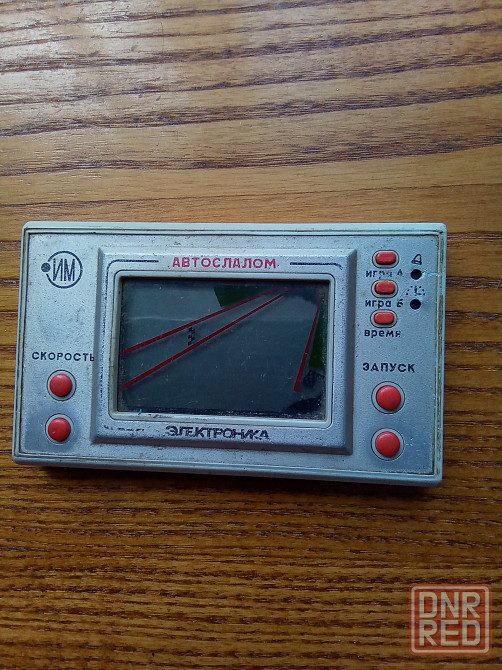 ИМ
АВТОСЛАЛОМ
игра А
игра Б
время
СКОРОСТЬ
ЗАПУСК
ЭЛЕКТРОНИКА
DNR
RED